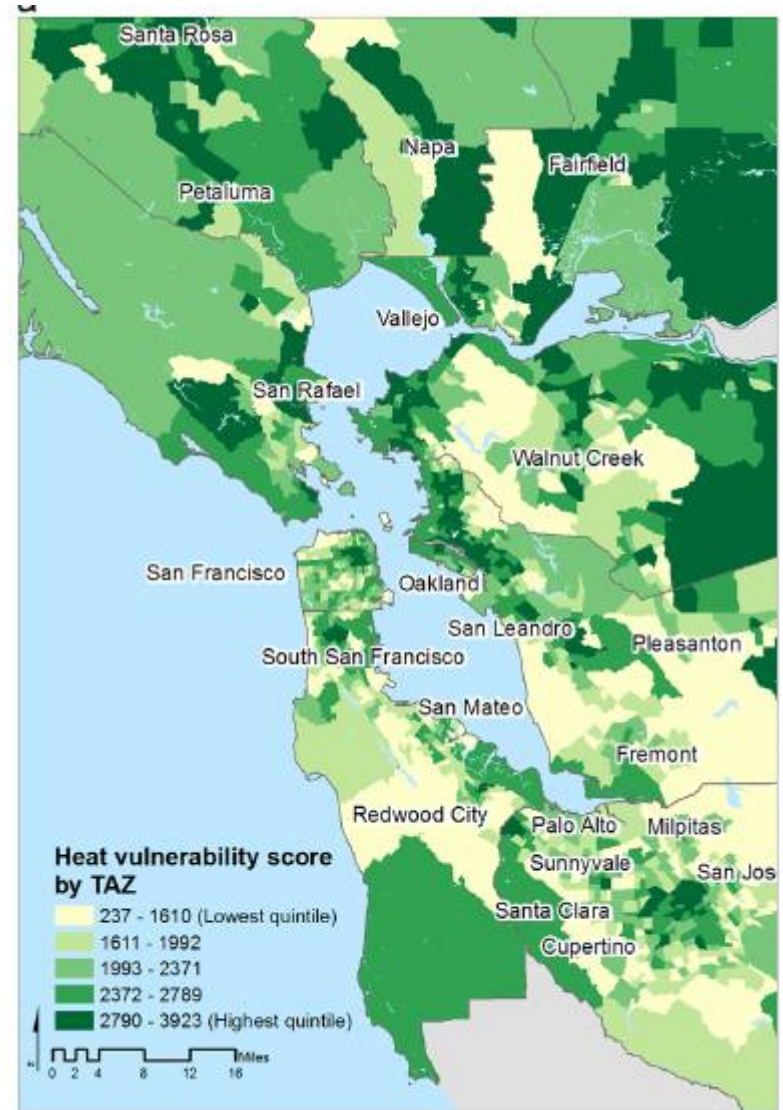 Santa Rosa
Napa
Fairfield
Petaluma
Vallejo
San Rafael
Walnut Creek
San Francisco
Oakland
San Leandro
Pleasanton
South San Francisco
San Mateo
Fremont
Redwood City
Palo Alto
Milpitas
Sunnyvale
San Jos
Santa Clara
Cupertino
Heat vulnerability score
by TAZ
237 - 1610 (Lowest quintile)
1611 - 1992
1993 - 2371
2372 - 2789
2790 - 3923 (Highest quintile)
Miles
0 2 4 8 12 16